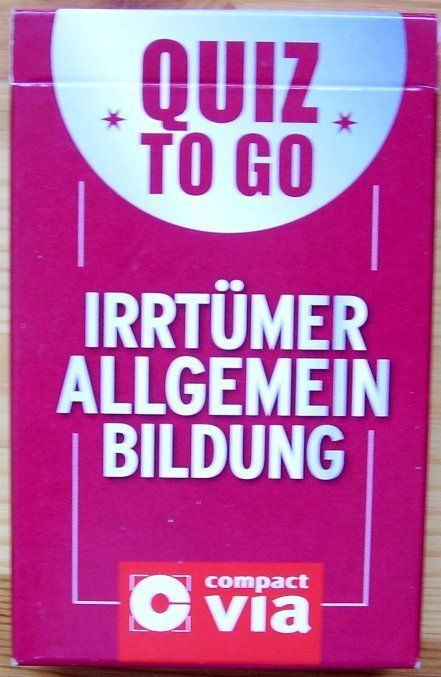 QUIZ
TO GO
IRRTÜMER
ALLGEMEIN
BILDUNG
compact
via